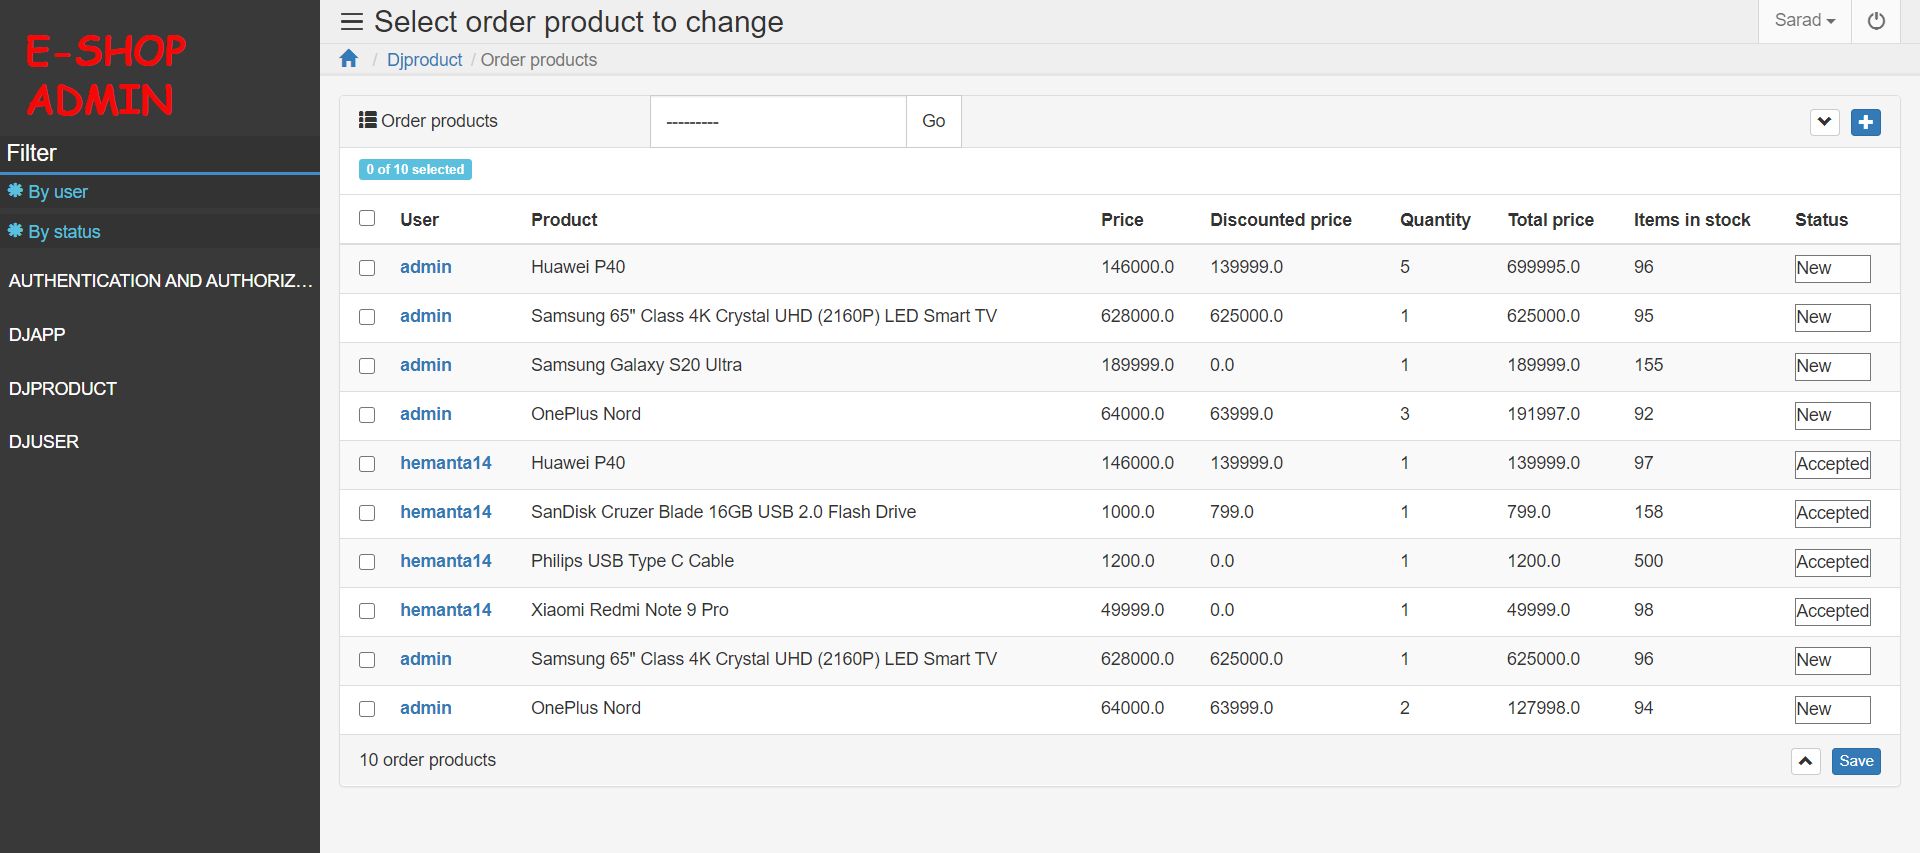 E-SHOP
ADMIN
Filter
By user
By status
AUTHENTICATION AND AUTHORIZ...
DJAPP
DJPRODUCT
DJUSER
Select order product to change
Sarad
/ Djproduct / Order products
Order products --------- Go
0 of 10 selected
User Product Price Discounted price Quantity Total price Items in stock Status
admin Huawei P40 146000.0 139999.0 5 699995.0 96 New
admin Samsung 65" Class 4K Crystal UHD (2160P) LED Smart TV 628000.0 625000.0 1 625000.0 95 New
admin Samsung Galaxy S20 Ultra 189999.0 0.0 1 189999.0 155 New
admin OnePlus Nord 64000.0 63999.0 3 191997.0 92 New
hemanta14 Huawei P40 146000.0 139999.0 1 139999.0 97 Accepted
hemanta14 SanDisk Cruzer Blade 16GB USB 2.0 Flash Drive 1000.0 799.0 1 799.0 158 Accepted
hemanta14 Philips USB Type C Cable 1200.0 0.0 1 1200.0 500 Accepted
hemanta14 Xiaomi Redmi Note 9 Pro 49999.0 0.0 1 49999.0 98 Accepted
admin Samsung 65" Class 4K Crystal UHD (2160P) LED Smart TV 628000.0 625000.0 1 625000.0 96 New
admin OnePlus Nord 64000.0 63999.0 2 127998.0 94 New
10 order products
Save